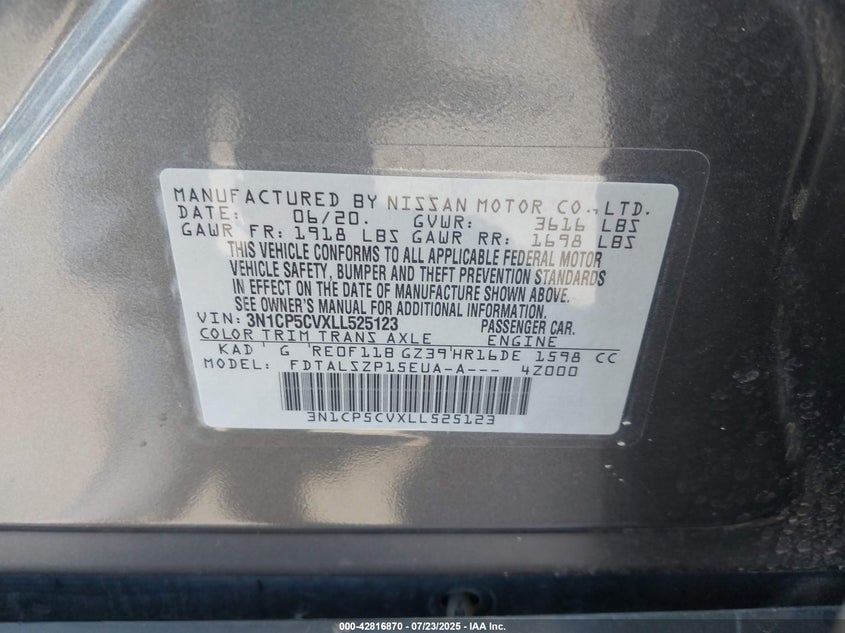 MANUFACTURED BY NISSAN MOTOR CO.,LTD.
DATE: 06/20. GVWR: 3616 LBS
GAWR FR: 1918 LBS GAWR RR: 1698 LBS
THIS VEHICLE CONFORMS TO ALL APPLICABLE FEDERAL MOTOR
VEHICLE SAFETY, BUMPER AND THEFT PREVENTION STANDARDS
IN EFFECT ON THE DATE OF MANUFACTURE SHOWN ABOVE.
SEE OWNER'S MANUAL FOR ADDITIONAL INFORMATION.
VIN: 3N1CP5CVXLL525123 PASSENGER CAR.
COLOR TRIM TRANS AXLE ENGINE
KAD ' G 'RE0F11B GZ39'HR16DE 1598 CC
MODEL: FDTALSZP15EUA-A--- 4Z000
3N1CP5CVXLL525123
000-42816870 - 07/23/2025 - IAA Inc.